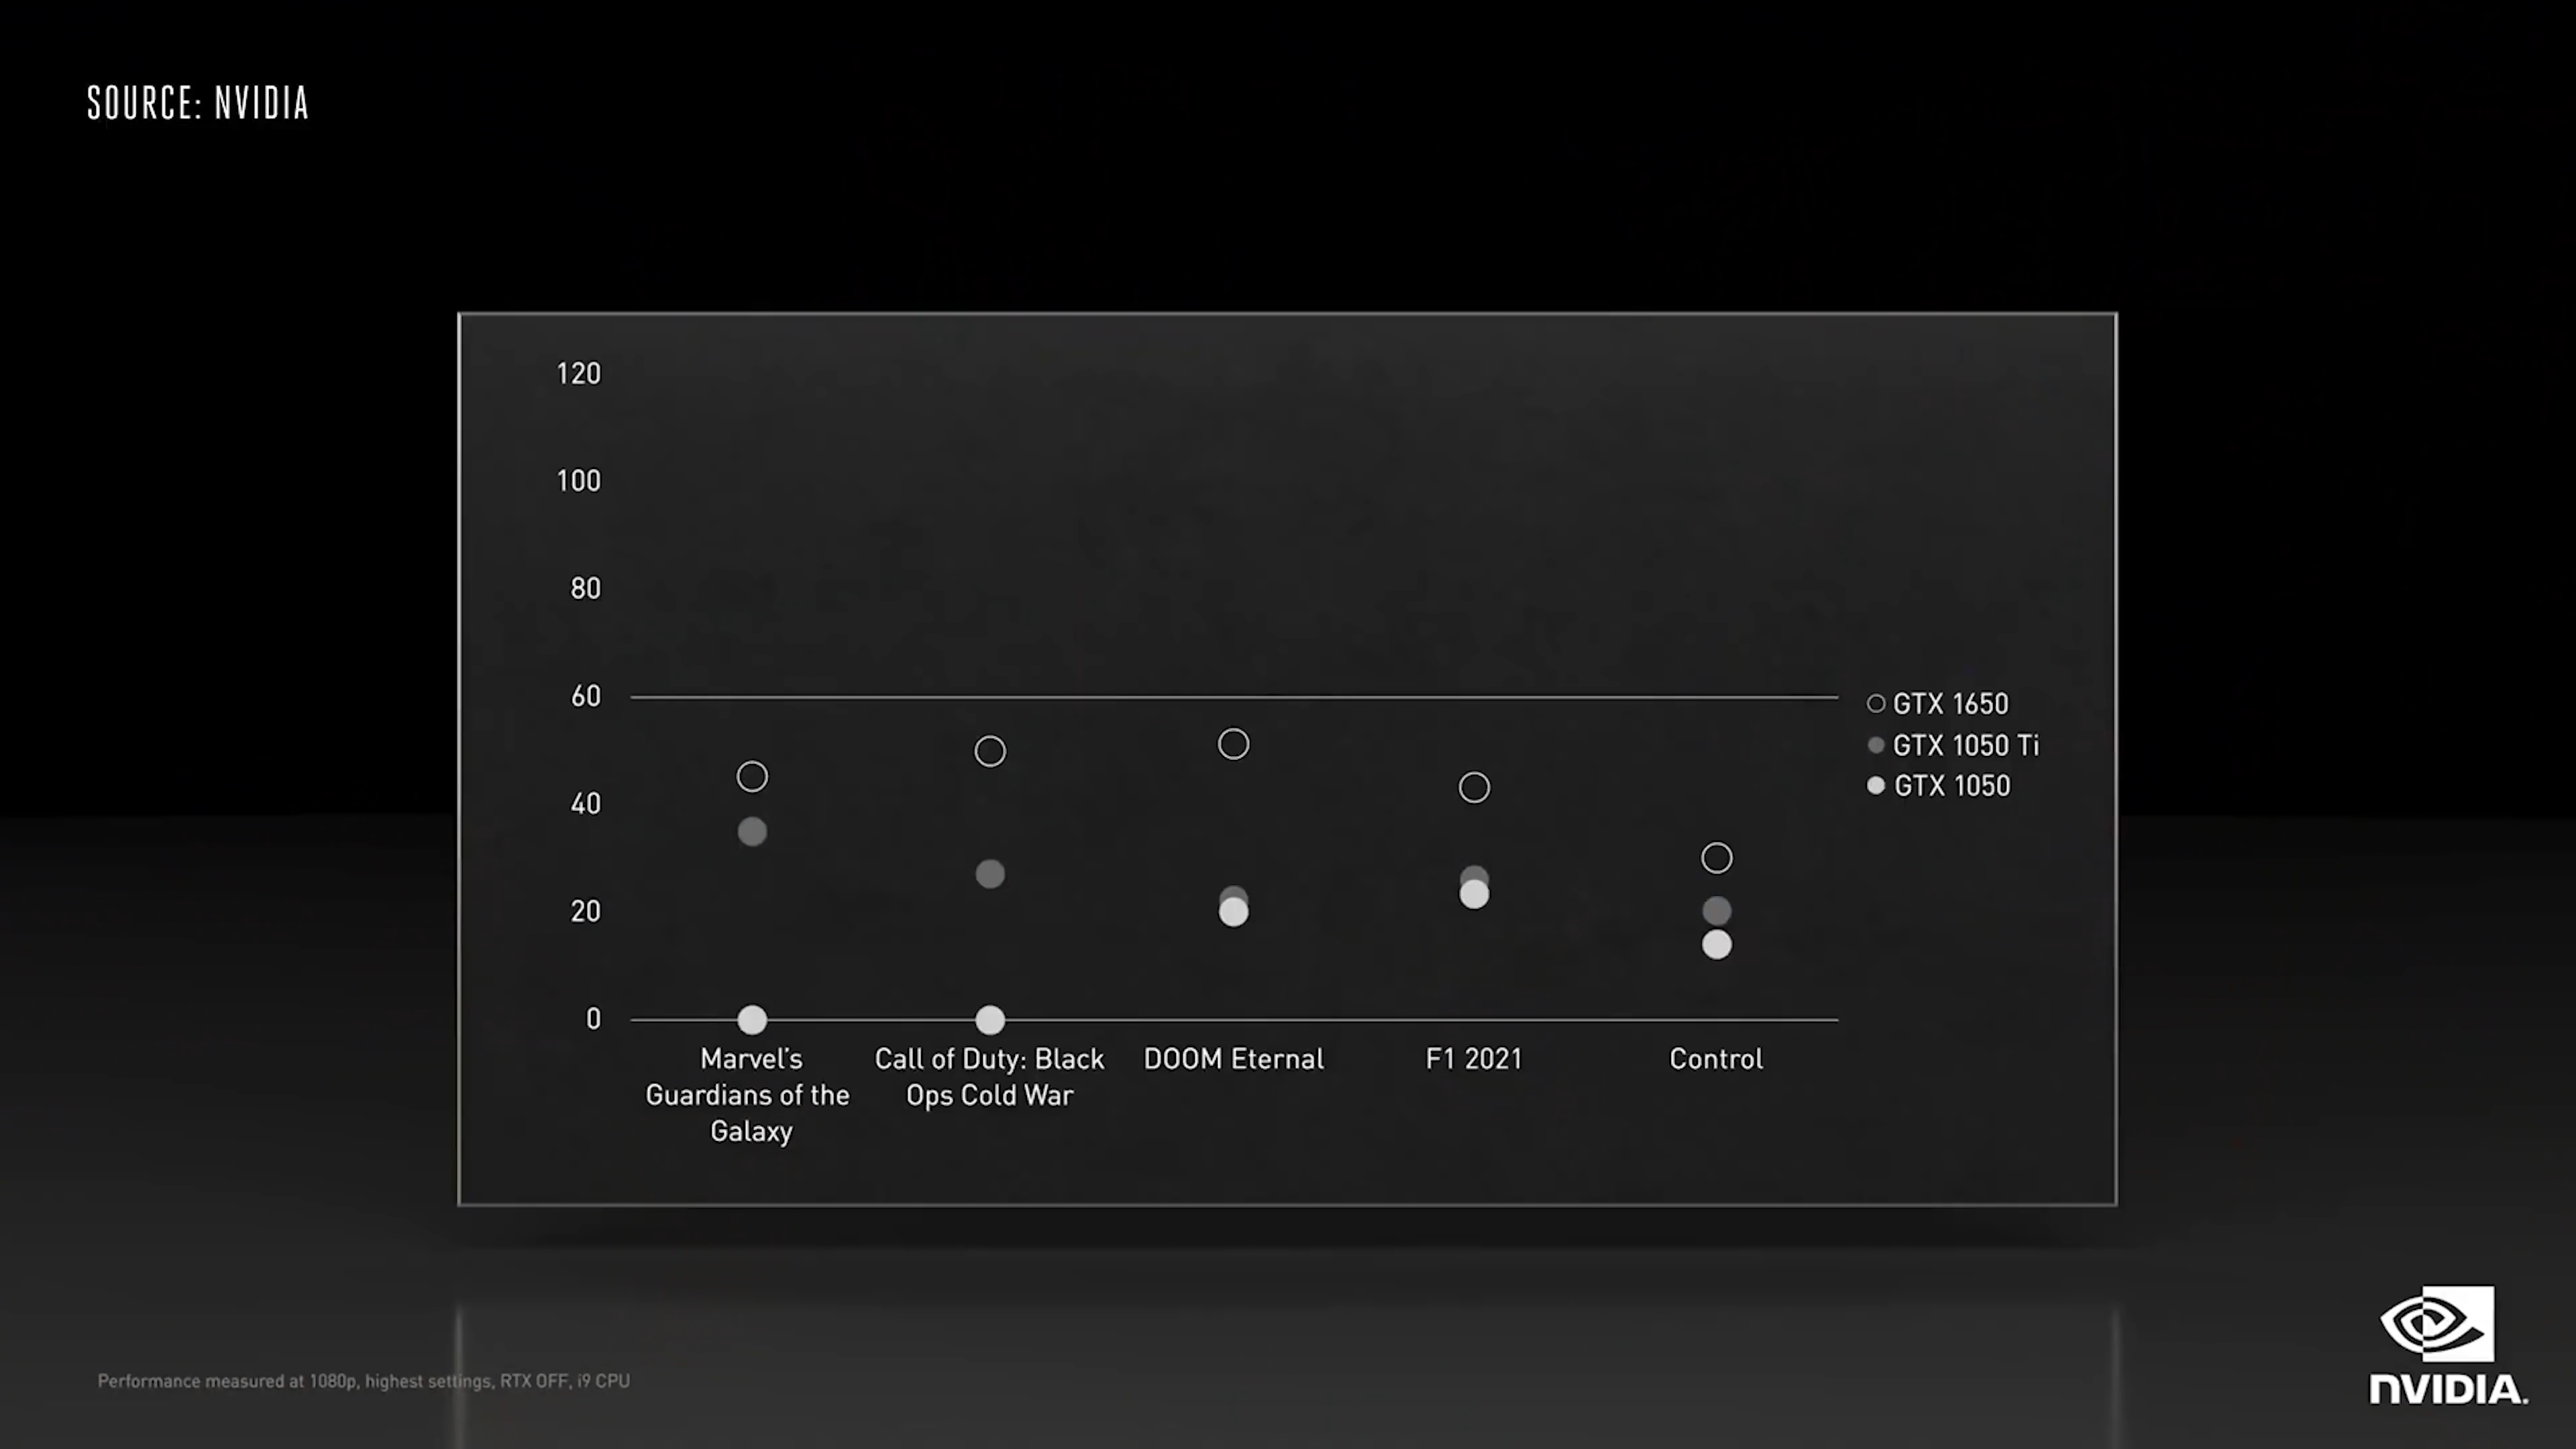 SOURCE: NVIDIA
120
100
80
60
40
20
0
GTX 1650
GTX 1050 Ti
GTX 1050
Marvel's
Guardians of the
Galaxy
Call of Duty: Black
Ops Cold War
DOOM Eternal
F1 2021
Control
Performance measured at 1080p, highest settings, RTX OFF, i9 CPU
NVIDIA.